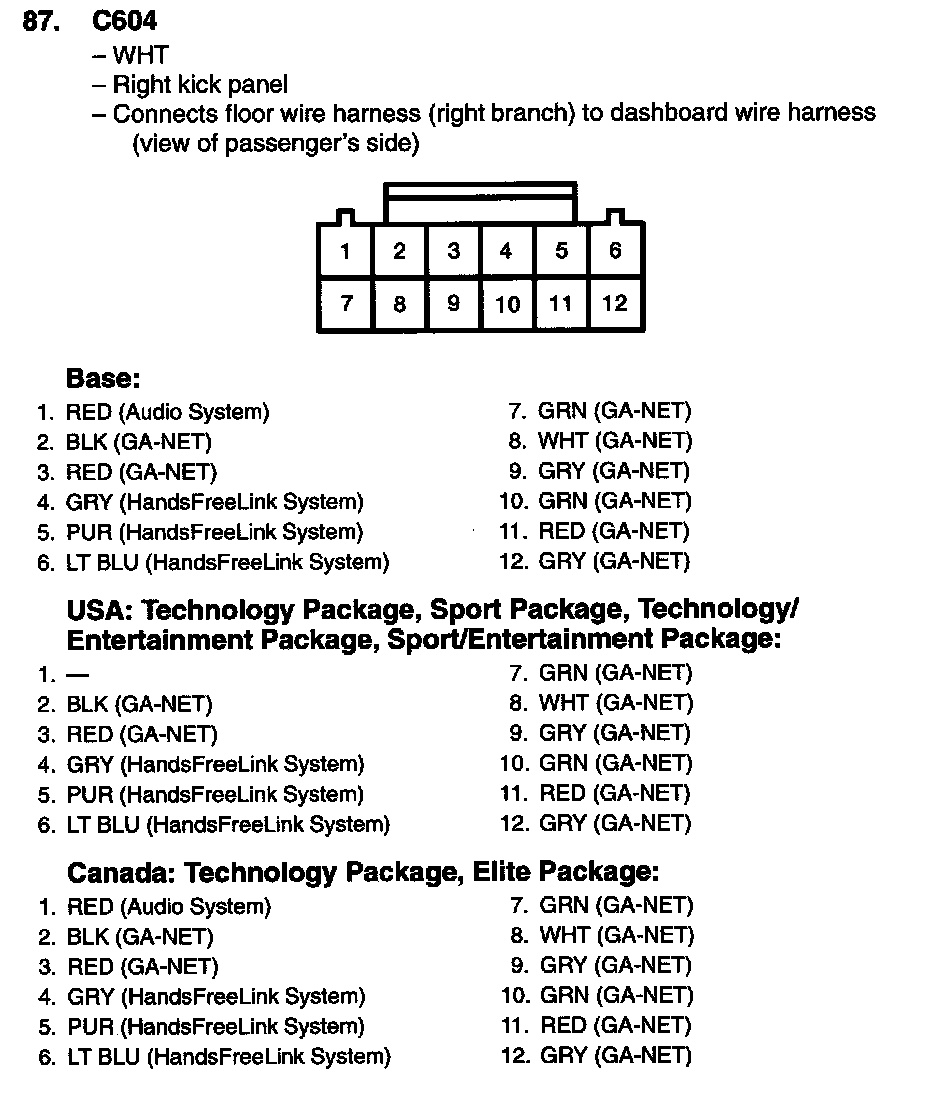 87. C604
– WHT
– Right kick panel
– Connects floor wire harness (right branch) to dashboard wire harness
(view of passenger's side)
1 2 3 4 5 6
7 8 9 10 11 12
Base:
1. RED (Audio System)
2. BLK (GA-NET)
3. RED (GA-NET)
4. GRY (HandsFreeLink System)
5. PUR (HandsFreeLink System)
6. LT BLU (HandsFreeLink System)
7. GRN (GA-NET)
8. WHT (GA-NET)
9. GRY (GA-NET)
10. GRN (GA-NET)
11. RED (GA-NET)
12. GRY (GA-NET)
USA: Technology Package, Sport Package, Technology/
Entertainment Package, Sport/Entertainment Package:
1. —
2. BLK (GA-NET)
3. RED (GA-NET)
4. GRY (HandsFreeLink System)
5. PUR (HandsFreeLink System)
6. LT BLU (HandsFreeLink System)
7. GRN (GA-NET)
8. WHT (GA-NET)
9. GRY (GA-NET)
10. GRN (GA-NET)
11. RED (GA-NET)
12. GRY (GA-NET)
Canada: Technology Package, Elite Package:
1. RED (Audio System)
2. BLK (GA-NET)
3. RED (GA-NET)
4. GRY (HandsFreeLink System)
5. PUR (HandsFreeLink System)
6. LT BLU (HandsFreeLink System)
7. GRN (GA-NET)
8. WHT (GA-NET)
9. GRY (GA-NET)
10. GRN (GA-NET)
11. RED (GA-NET)
12. GRY (GA-NET)